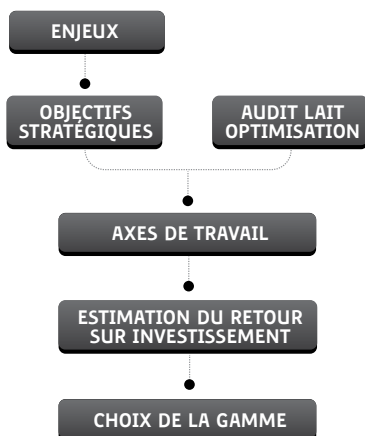 ENJEUX
OBJECTIFS
STRATÉGIQUES
AUDIT LAIT
OPTIMISATION
AXES DE TRAVAIL
ESTIMATION DU RETOUR
SUR INVESTISSEMENT
CHOIX DE LA GAMME